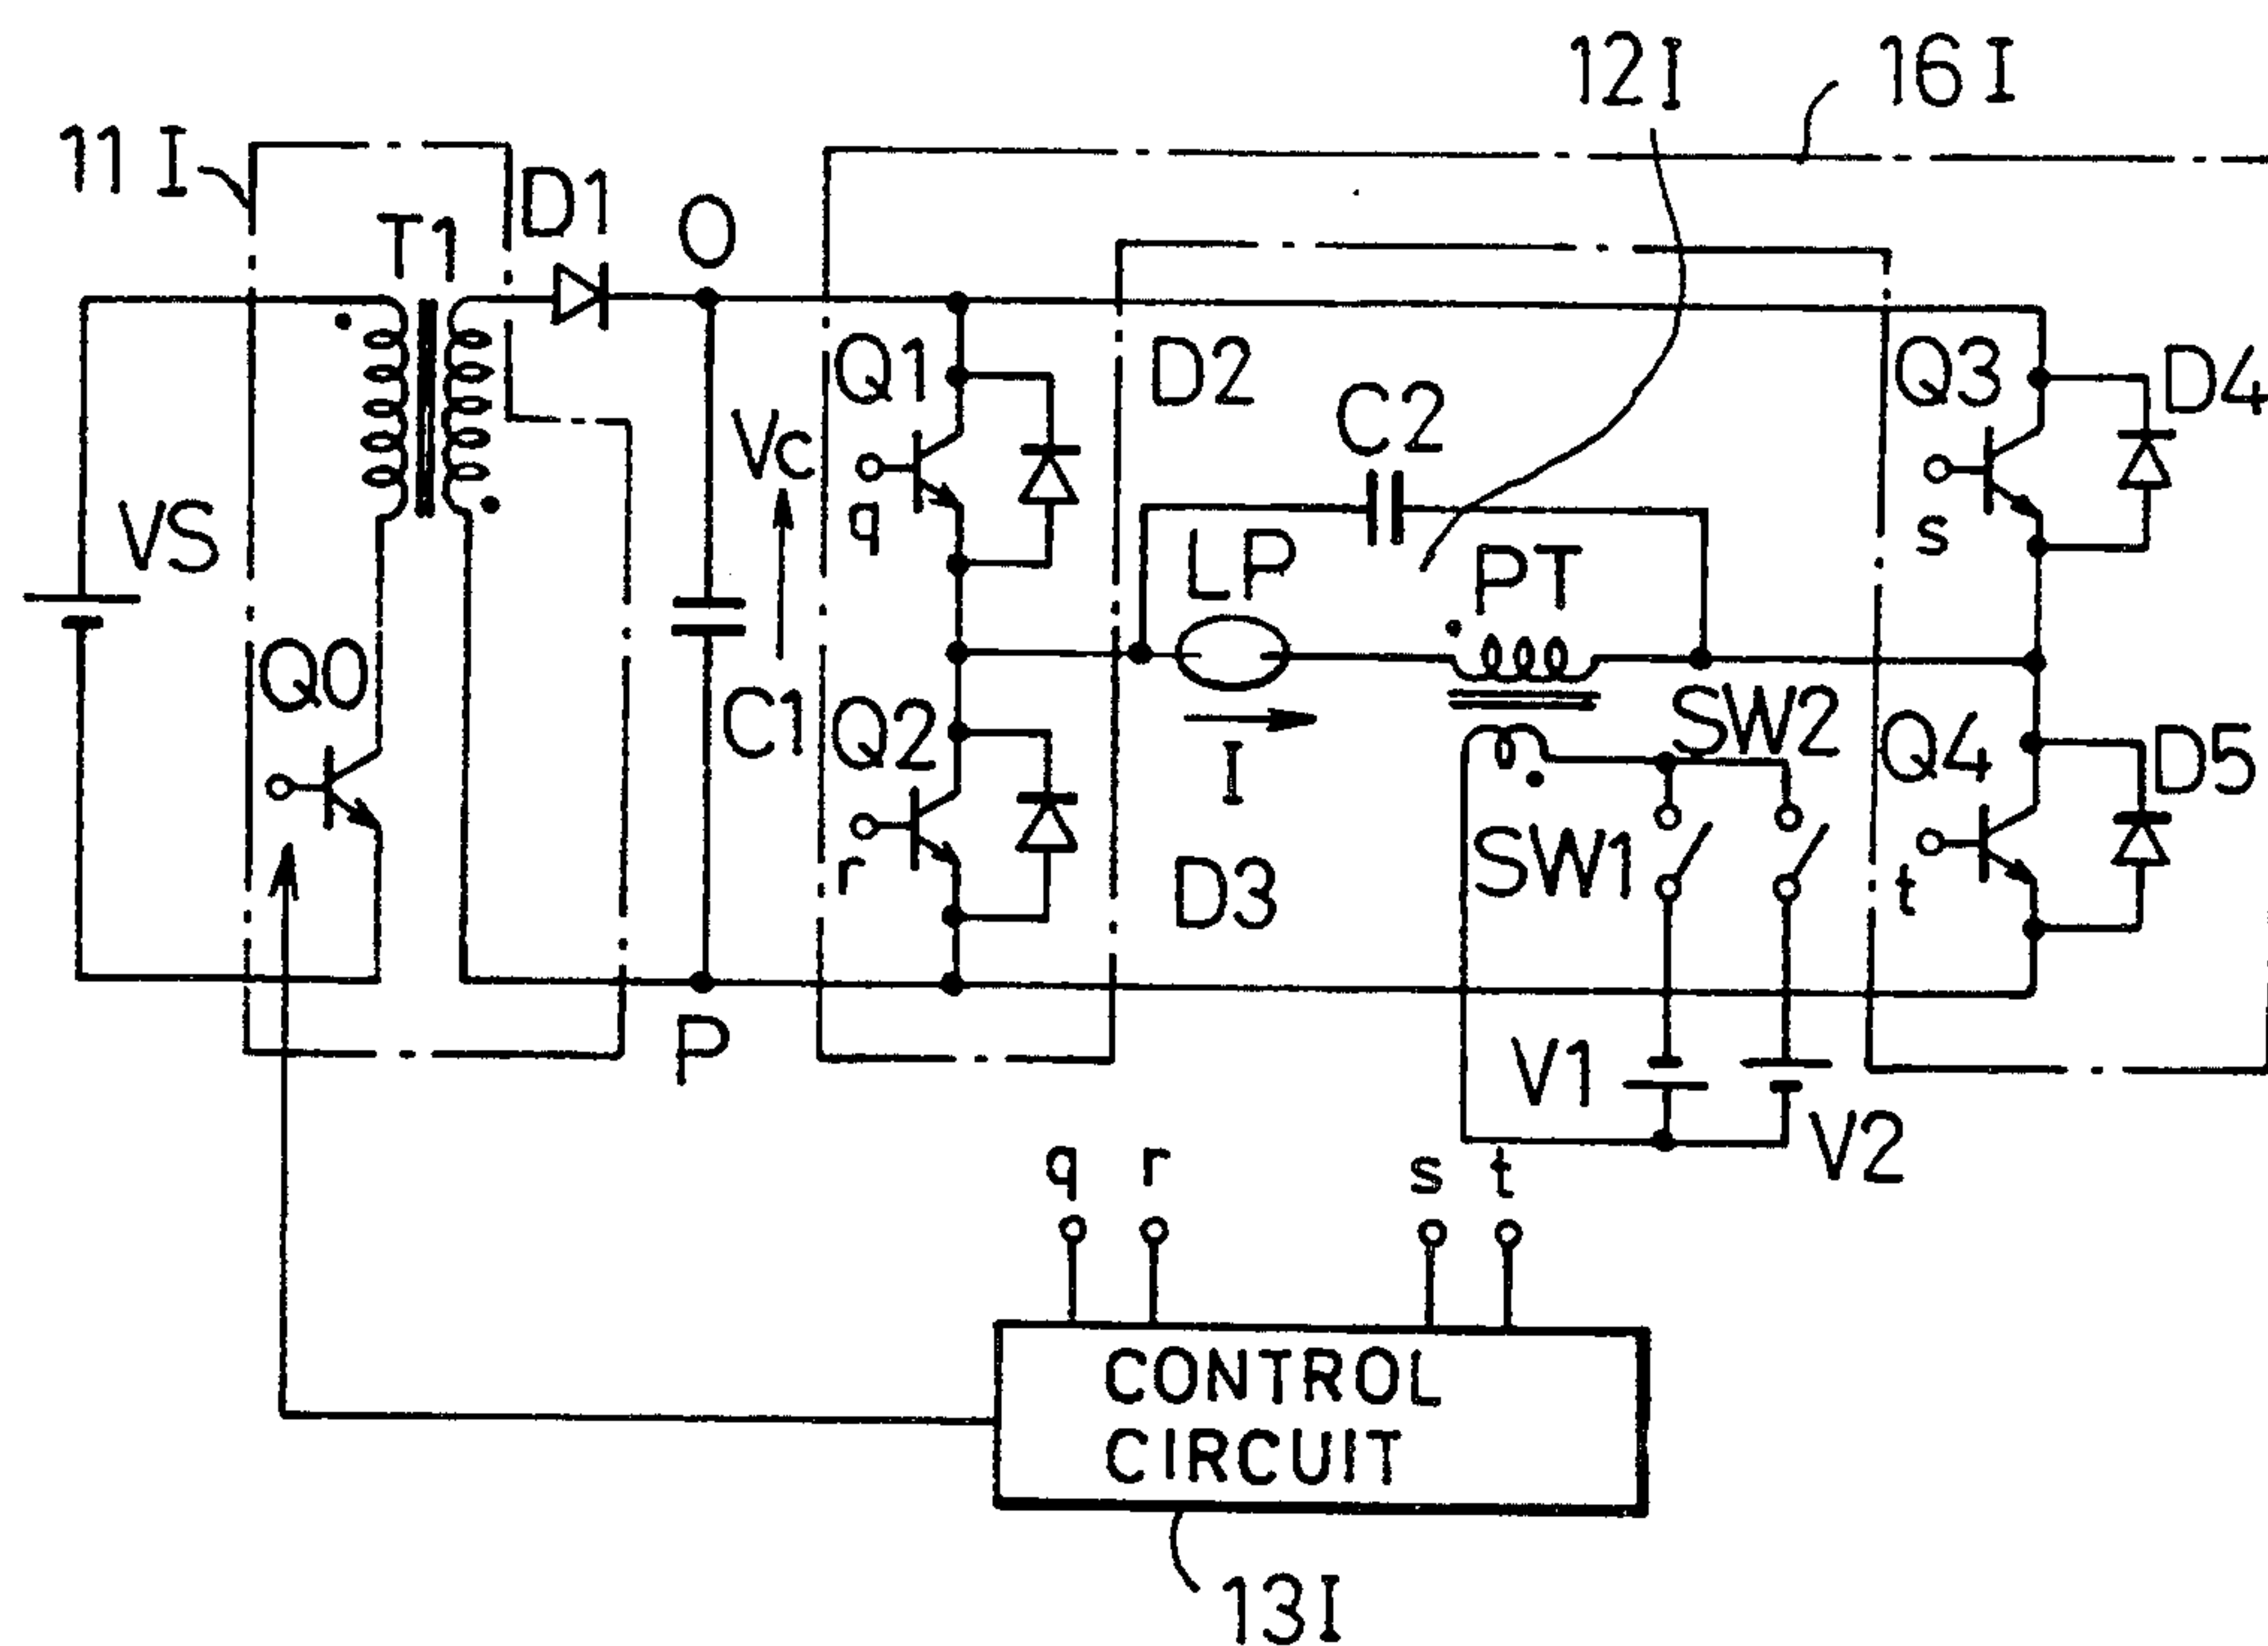 12I
16I
11I
D1
O
T1
Q1
D2
Q3
D4
C2
Vc
VS
q
s
LP
PT
Q0
C1
Q2
SW2
Q4
D5
I
r
D3
SW1
t
P
V1
V2
q
r
s
t
CONTROL
CIRCUIT
13I